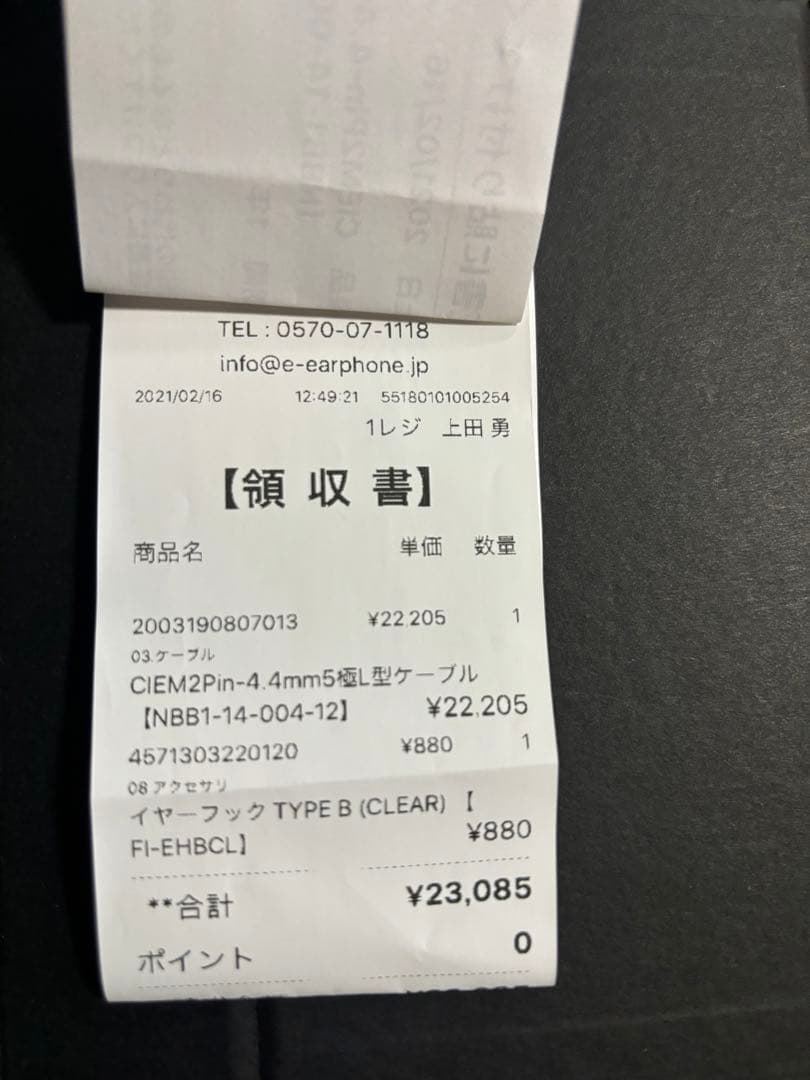 TEL : 0570-07-1118
info@e-earphone.jp
2021/02/16 12:49:21 55180101005254
1レジ 上田 勇
【領 収 書】
商品名 単価 数量
2003190807013 ¥22,205 1
03.ケーブル
CIEM2Pin-4.4mm5極L型ケーブル
【NBB1-14-004-12】 ¥22,205
4571303220120 ¥880 1
08 アクセサリ
イヤーフック TYPE B (CLEAR) 【
FI-EHBCL】 ¥880
**合計 ¥23,085
ポイント 0